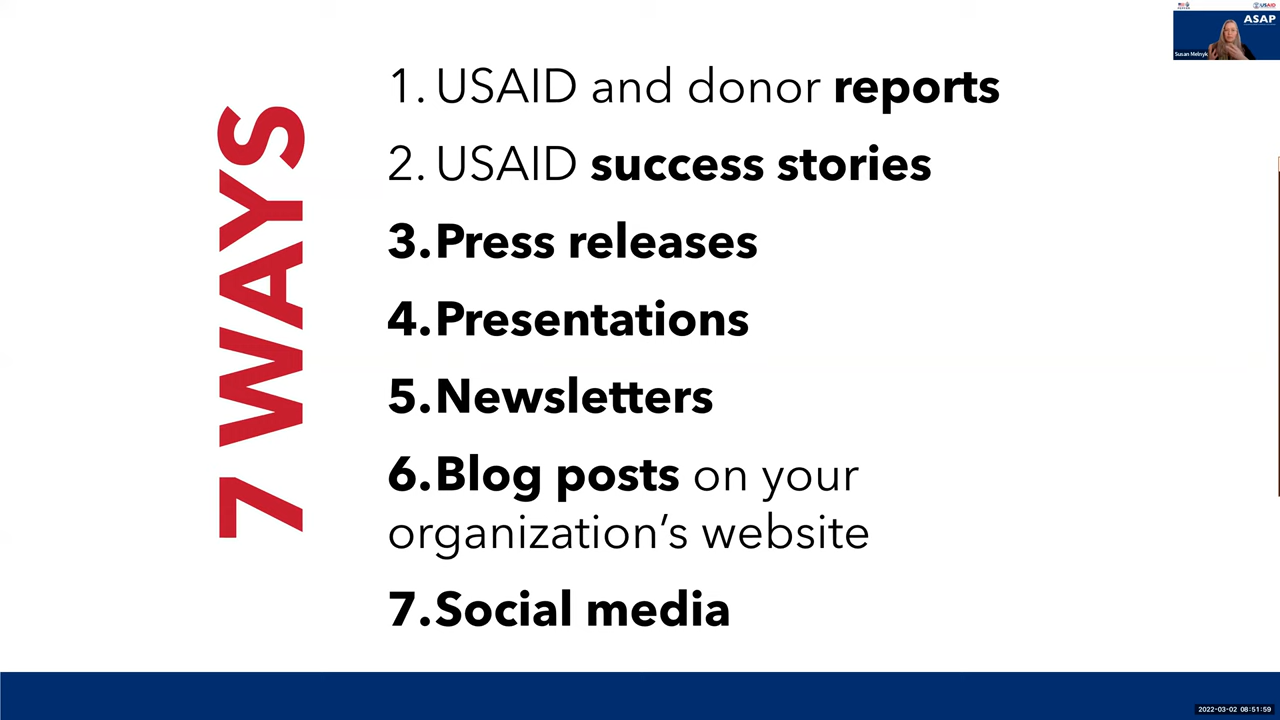 7 WAYS
1. USAID and donor reports
2. USAID success stories
3. Press releases
4. Presentations
5. Newsletters
6. Blog posts on your
organization's website
7. Social media
USAID
ASAP
Susan Melnyk
2022-03-02 08:51:59